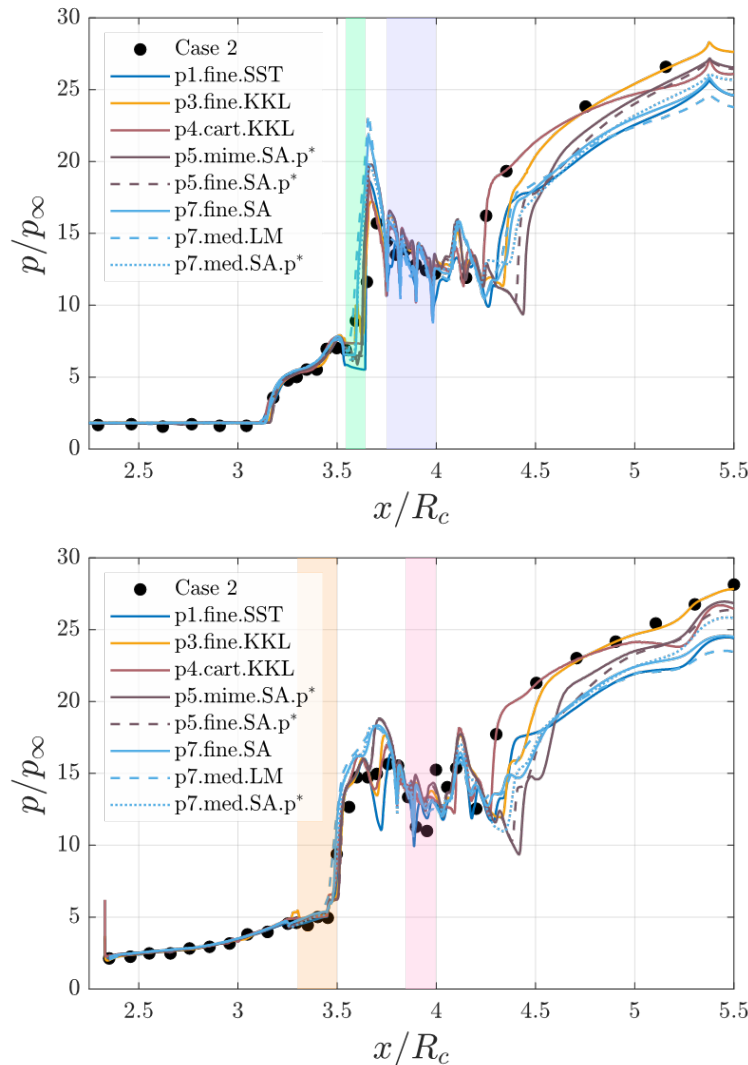 30
25
20
15
10
5
0
p/p∞
Case 2
p1.fine.SST
p3.fine.KKL
p4.cart.KKL
p5.mime.SA.p*
p5.fine.SA.p*
p7.fine.SA
p7.med.LM
p7.med.SA.p*
2.5 3 3.5 4 4.5 5 5.5
x/R_c
30
25
20
15
10
5
0
p/p∞
Case 2
p1.fine.SST
p3.fine.KKL
p4.cart.KKL
p5.mime.SA.p*
p5.fine.SA.p*
p7.fine.SA
p7.med.LM
p7.med.SA.p*
2.5 3 3.5 4 4.5 5 5.5
x/R_c